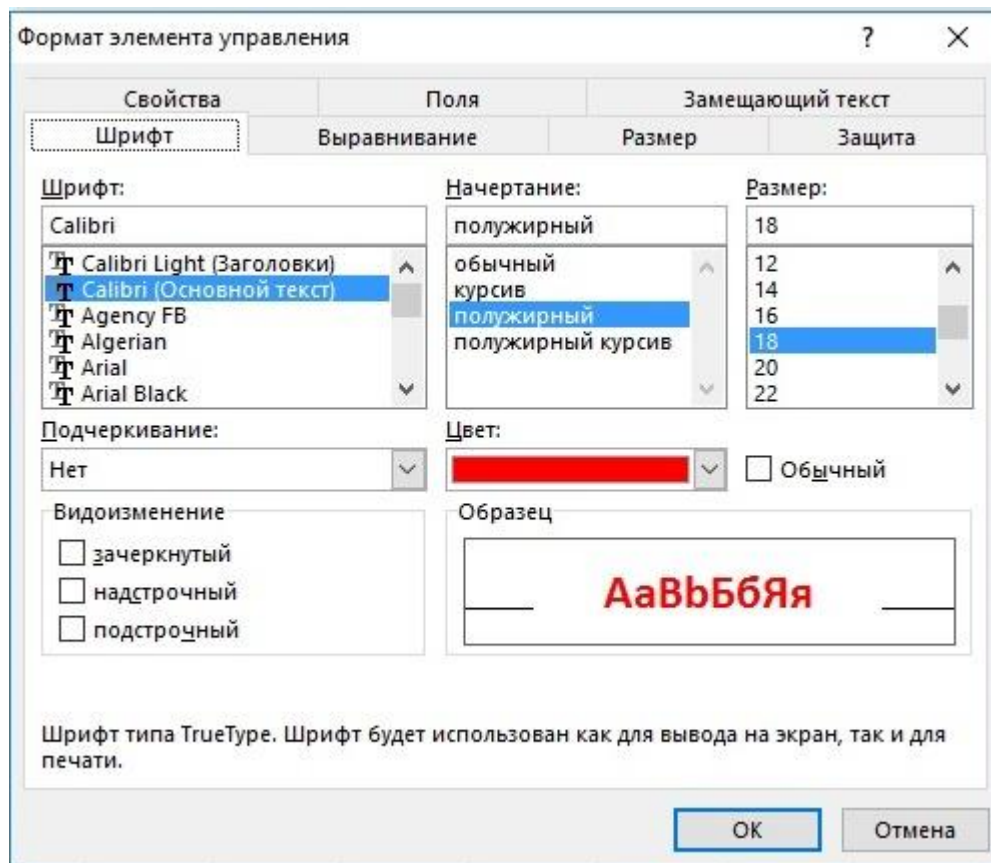 Формат элемента управления ?
Свойства Поля Замещающий текст
Шрифт Выравнивание Размер Защита
Шрифт: Начертание: Размер:
Calibri полужирный 18
Calibri Light (Заголовки) обычный 12
Calibri (Основной текст) курсив 14
Agency FB полужирный 16
Algerian полужирный курсив 18
Arial 20
Arial Black 22
Подчеркивание: Цвет:
Нет Обычный
Видоизменение Образец
зачеркнутый
надстрочный АаBbБбЯя
подстрочный
Шрифт типа TrueType. Шрифт будет использован как для вывода на экран, так и для
печати.
ОК Отмена